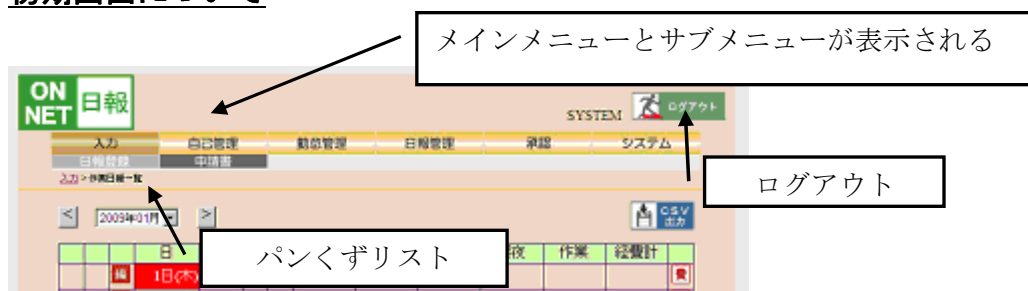 初期画面について
メインメニューとサブメニューが表示される
ON
NET 日報
SYSTEM ログアウト
入力 自己管理 勤怠管理 日報管理 承認 システム
日報登録 申請書
入力>作業日報一覧
ログアウト
< 2009年01月 >
CSV
出力
パンくずリスト
日 夜 作業 経費計
編 1日(木) 費